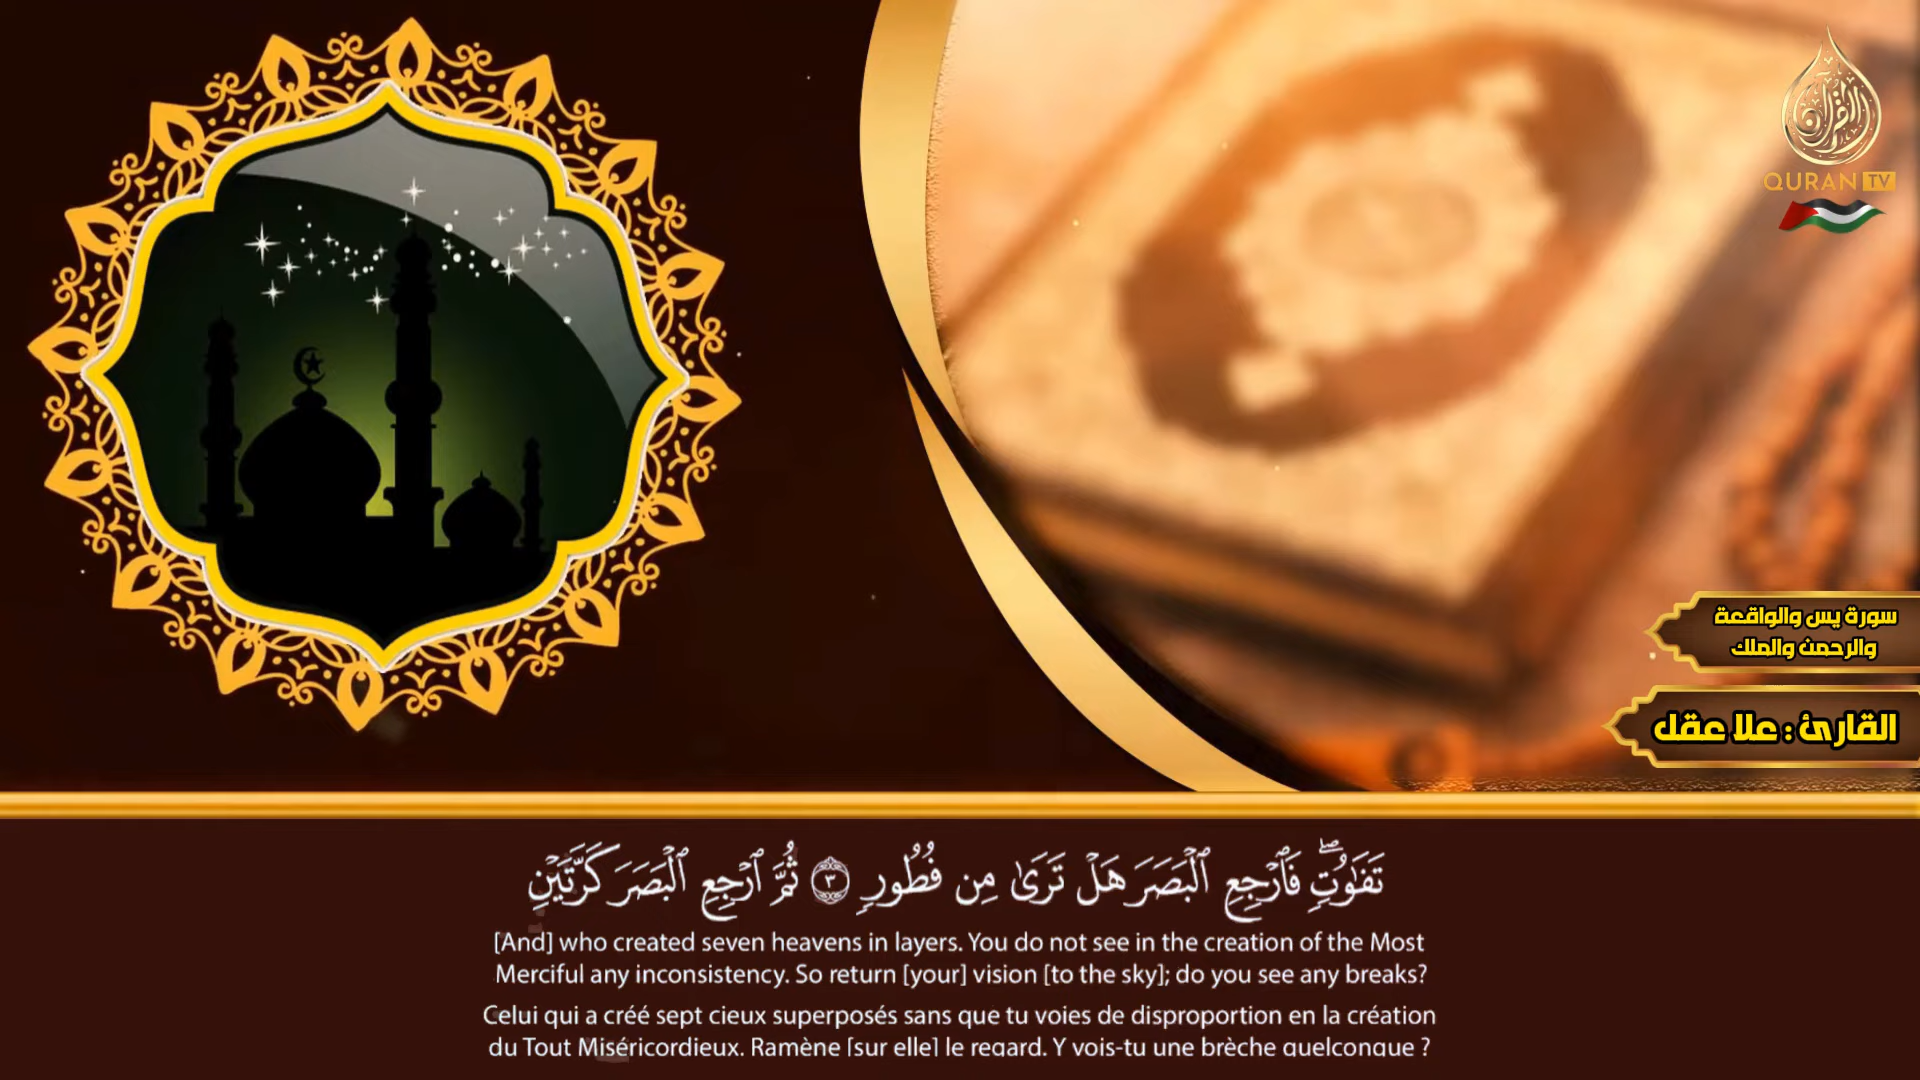 القرآن
QURAN TV
سورة يس والواقعة
والرحمن والملك
القارئ : علا عقل
تَفَٰوُتٖۖ فَٱرۡجِعِ ٱلۡبَصَرَ هَلۡ تَرَىٰ مِن فُطُورٖ ٣ ثُمَّ ٱرۡجِعِ ٱلۡبَصَرَ كَرَّتَيۡنِ
[And] who created seven heavens in layers. You do not see in the creation of the Most
Merciful any inconsistency. So return [your] vision [to the sky]; do you see any breaks?
Celui qui a créé sept cieux superposés sans que tu voies de disproportion en la création
du Tout Miséricordieux. Ramène [sur elle] le regard. Y vois-tu une brèche quelconque ?